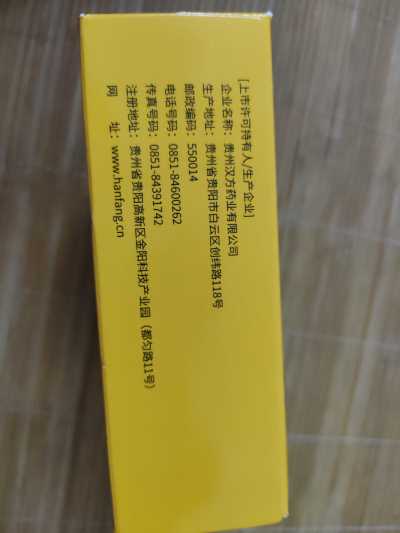 [上市许可持有人/生产企业]
企业名称：贵州汉方药业有限公司
生产地址：贵州省贵阳市白云区创纬路118号
邮政编码：550014
电话号码：0851-84600262
传真号码：0851-84391742
注册地址：贵州省贵阳高新区金阳科技产业园（都匀路11号）
网 址：www.hanfang.cn